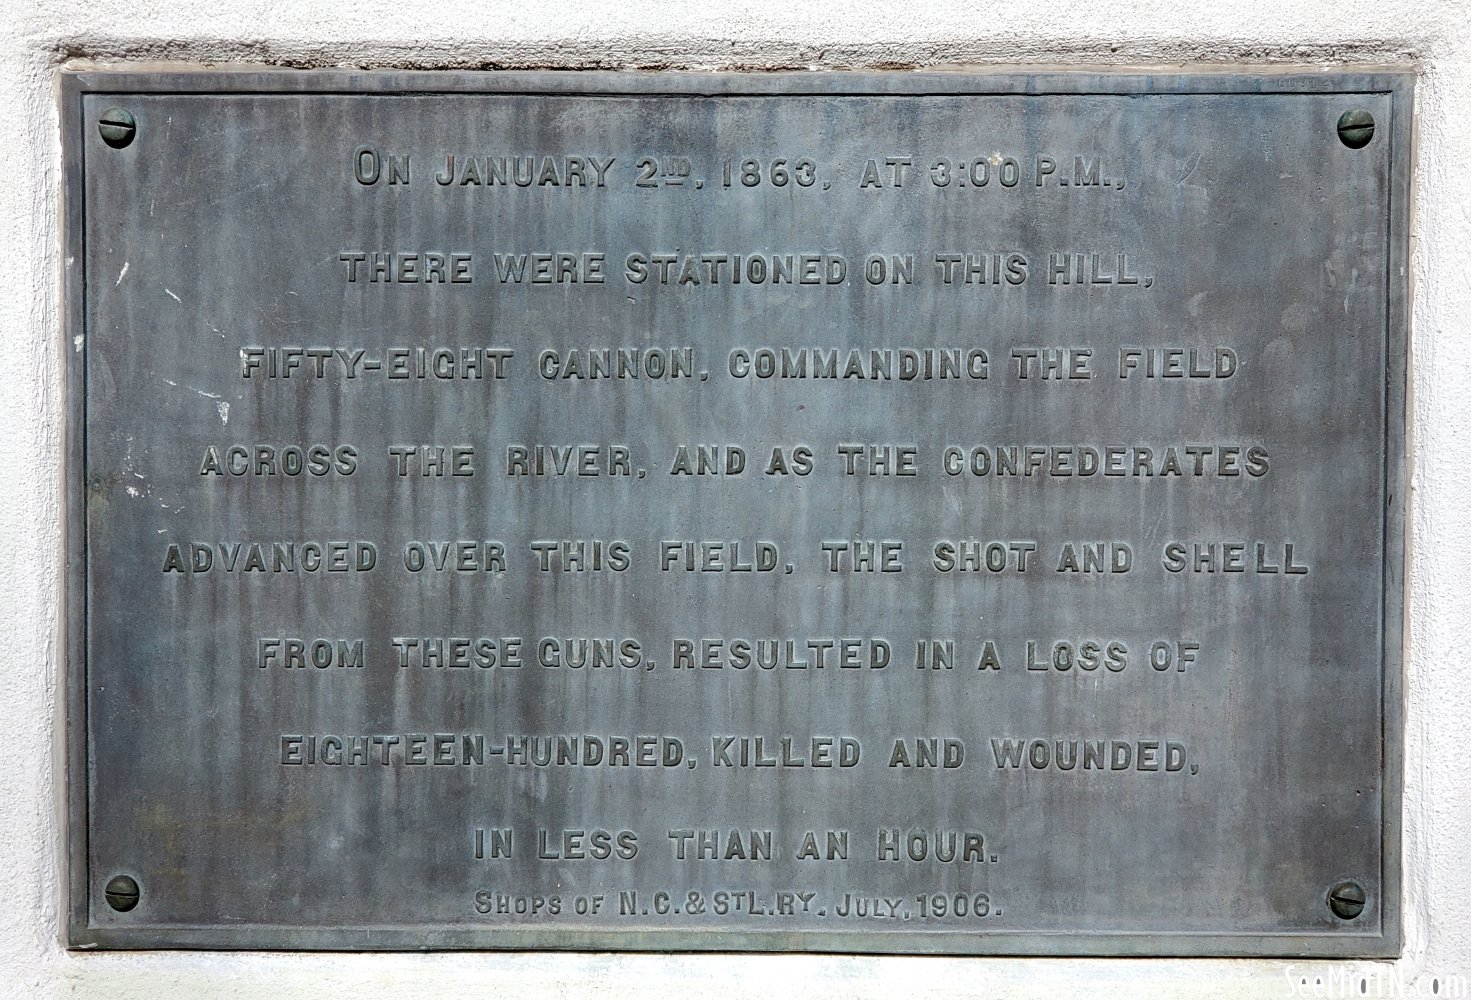 ON JANUARY 2ND, 1863, AT 3:00 P.M.,
THERE WERE STATIONED ON THIS HILL,
FIFTY-EIGHT CANNON, COMMANDING THE FIELD
ACROSS THE RIVER, AND AS THE CONFEDERATES
ADVANCED OVER THIS FIELD, THE SHOT AND SHELL
FROM THESE GUNS, RESULTED IN A LOSS OF
EIGHTEEN-HUNDRED, KILLED AND WOUNDED,
IN LESS THAN AN HOUR.
SHOPS OF N.C. & STL.RY. JULY, 1906.
SeeMidTN.com